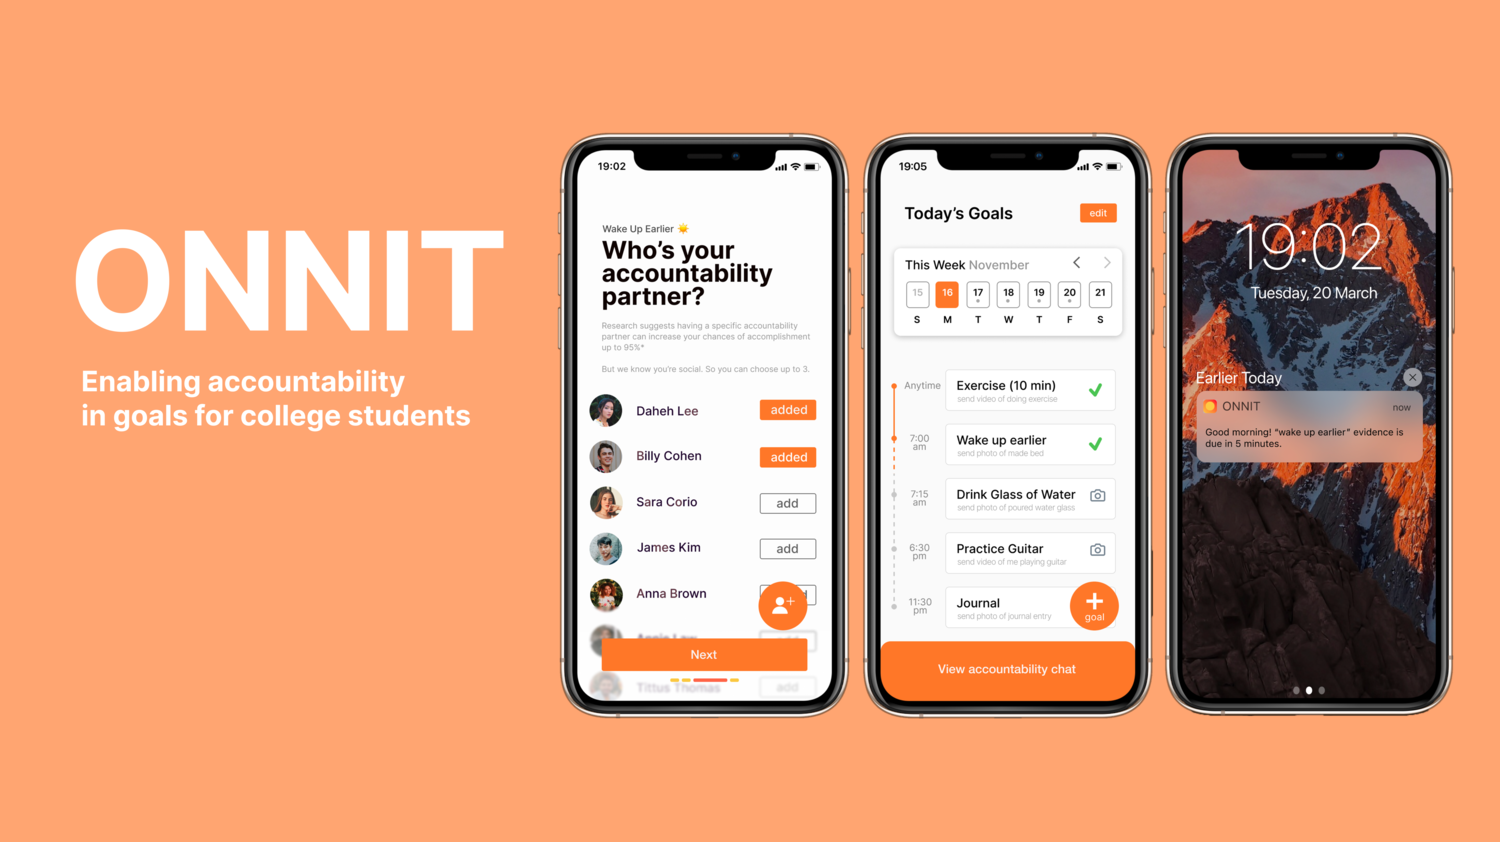 ONNIT
Enabling accountability
in goals for college students
19:02
Wake Up Earlier
Who's your
accountability
partner?
Research suggests having a specific accountability
partner can increase your chances of accomplishment
up to 95%*
But we know you're social. So you can choose up to 3.
Daheh Lee
added
Billy Cohen
added
Sara Corio
add
James Kim
add
Anna Brown
Next
Tittus Thomas
add
19:05
Today's Goals
edit
This Week November
15 16 17 18 19 20 21
S M T W T F S
Anytime
Exercise (10 min)
send video of doing exercise
7:00
am
Wake up earlier
send photo of made bed
7:15
am
Drink Glass of Water
send photo of poured water glass
6:30
pm
Practice Guitar
send video of me playing guitar
11:30
pm
Journal
send photo of journal entry
goal
View accountability chat
19:02
Tuesday, 20 March
Earlier Today
ONNIT
now
Good morning! “wake up earlier” evidence is
due in 5 minutes.